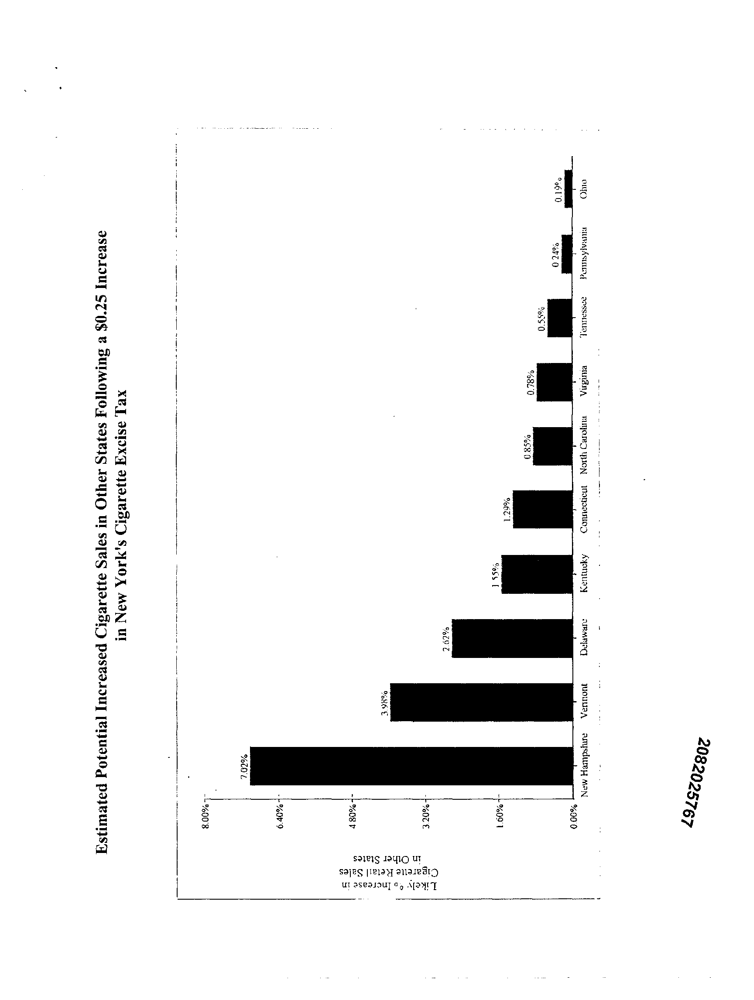 Estimated Potential Increased Cigarette Sales in Other States Following a $0.25 Increase
in New York's Cigarette Excise Tax
Likely % Increase in
Cigarette Retail Sales
in Other States
8.00%
6.40%
4.80%
3.20%
1.60%
0.00%
7.02%
3.98%
2.62%
1.55%
1.29%
0.85%
0.78%
0.55%
0.24%
0.19%
New Hampshire
Vermont
Delaware
Kentucky
Connecticut
North Carolina
Virginia
Tennessee
Pennsylvania
Ohio
2082025767